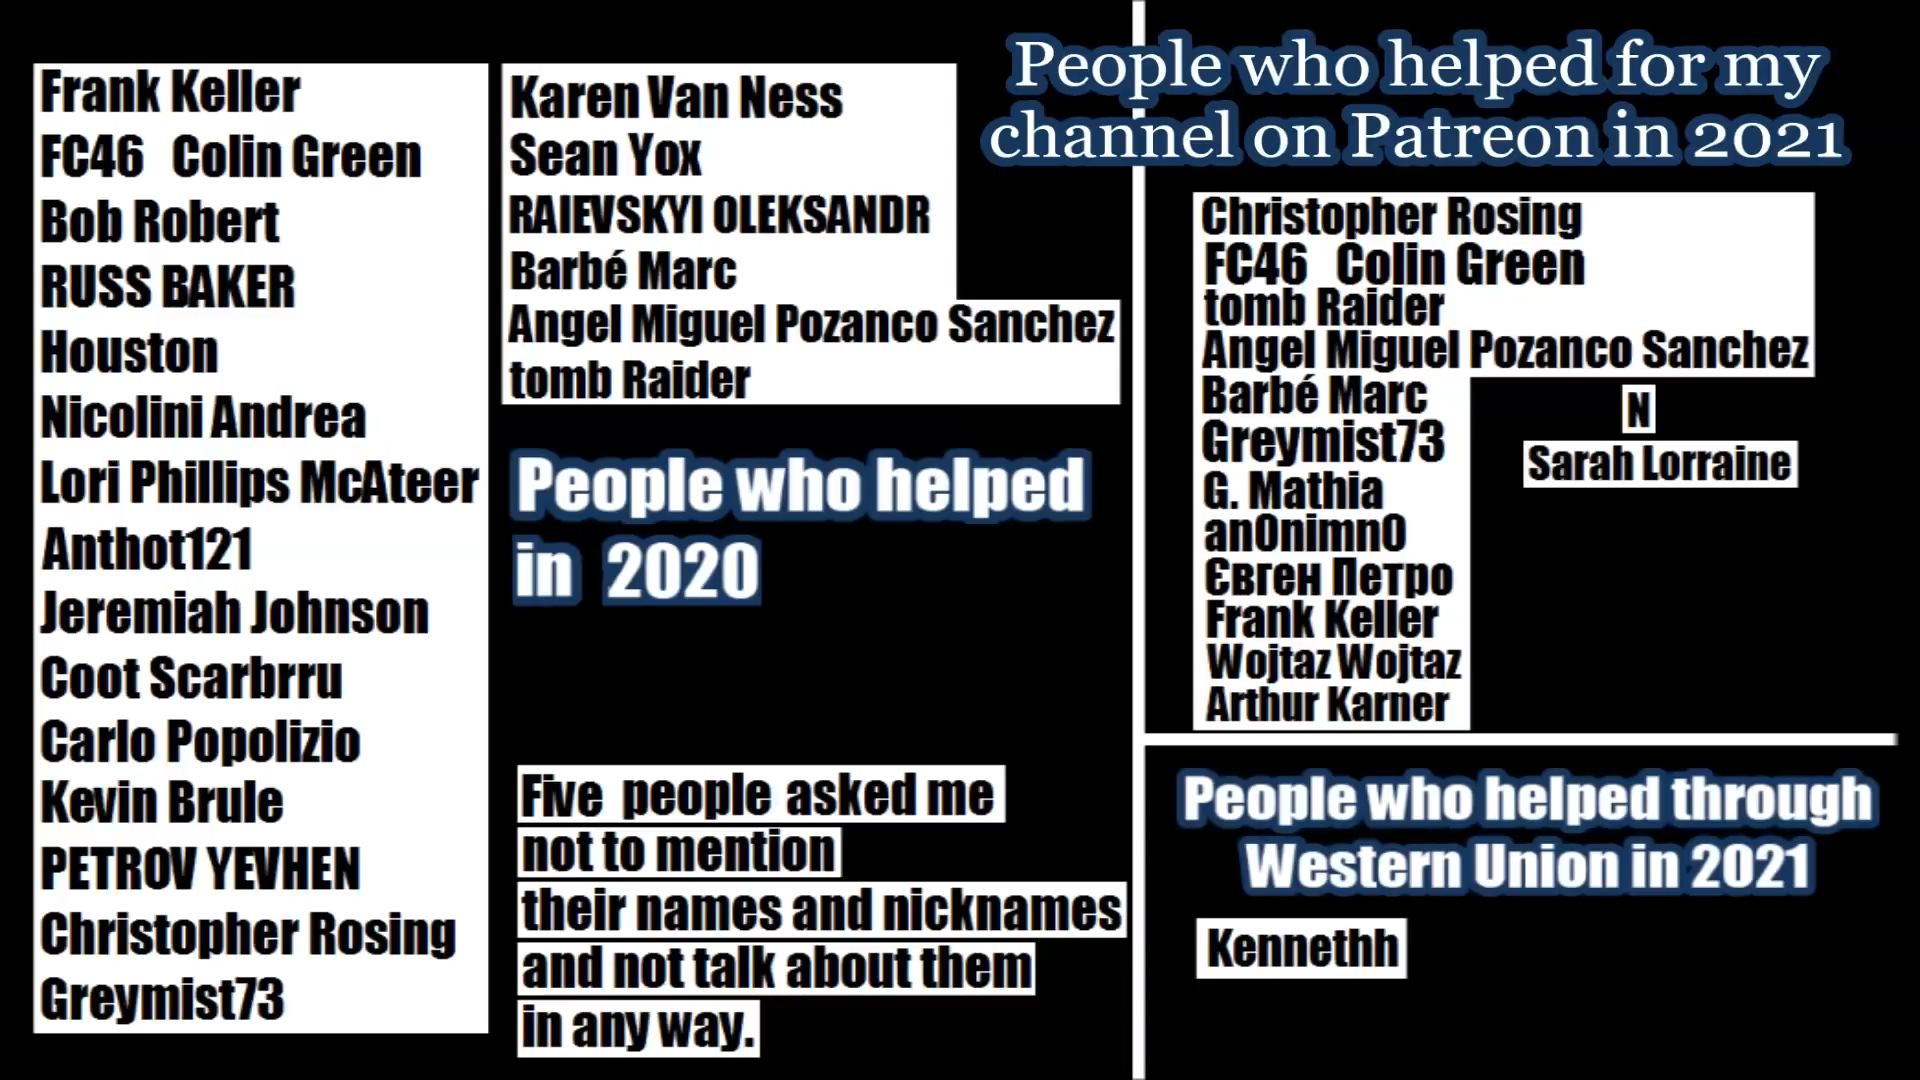 Frank Keller
FC46 Colin Green
Bob Robert
RUSS BAKER
Houston
Nicolini Andrea
Lori Phillips McAteer
Anthot121
Jeremiah Johnson
Coot Scarbrru
Carlo Popolizio
Kevin Brule
PETROV YEVHEN
Christopher Rosing
Greymist73
Karen Van Ness
Sean Yox
RAIEVSKYI OLEKSANDR
Barbé Marc
Angel Miguel Pozanco Sanchez
tomb Raider
People who helped
in 2020
Five people asked me
not to mention
their names and nicknames
and not talk about them
in any way.
People who helped for my
channel on Patreon in 2021
Christopher Rosing
FC46 Colin Green
tomb Raider
Angel Miguel Pozanco Sanchez
Barbé Marc
Greymist73
G. Mathia
an0nimn0
Євген Петро
Frank Keller
Wojtaz Wojtaz
Arthur Karner
N
Sarah Lorraine
People who helped through
Western Union in 2021
Kennethh